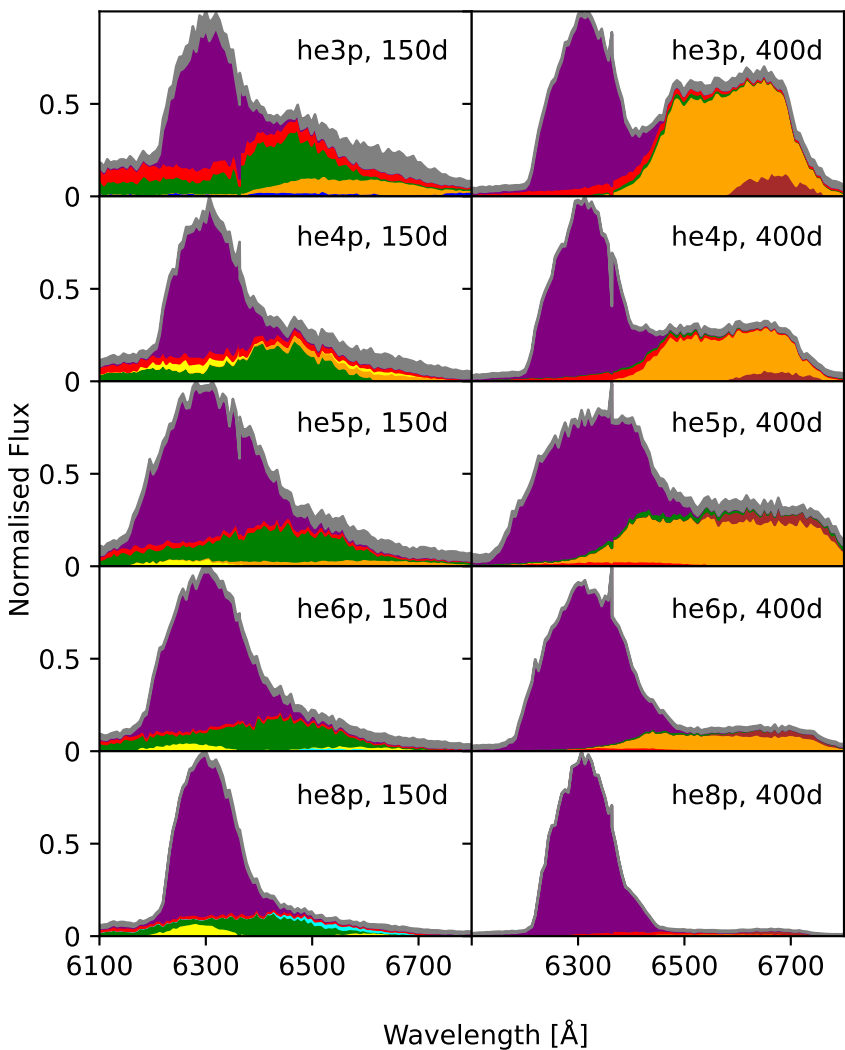 he3p, 150d
he3p, 400d
0.5
0
he4p, 150d
he4p, 400d
0.5
0
he5p, 150d
he5p, 400d
0.5
0
he6p, 150d
he6p, 400d
0.5
0
he8p, 150d
he8p, 400d
0.5
0
6100 6300 6500 6700 6300 6500 6700
Normalised Flux
Wavelength [Å]